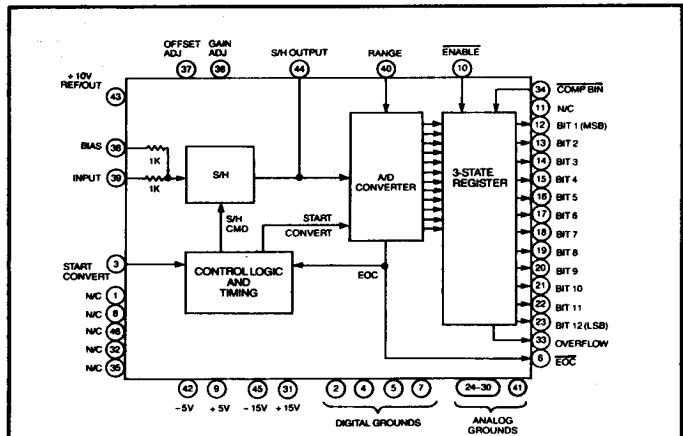 OFFSET ADJ
GAIN ADJ
S/H OUTPUT
RANGE
ENABLE
37
38
44
40
10
+10V REF/OUT
43
BIAS
38
1K
INPUT
39
1K
S/H
S/H CMD
START CONVERT
A/D CONVERTER
3-STATE REGISTER
START CONVERT
3
CONTROL LOGIC AND TIMING
EOC
N/C 1
N/C 8
N/C 46
N/C 32
N/C 35
34 COMP BIN
11 N/C
12 BIT 1 (MSB)
13 BIT 2
14 BIT 3
15 BIT 4
16 BIT 5
17 BIT 6
18 BIT 7
19 BIT 8
20 BIT 9
21 BIT 10
22 BIT 11
23 BIT 12 (LSB)
33 OVERFLOW
6 EOC
42
9
45
31
2
4
5
7
24-30
41
-5V
+5V
-15V
+15V
DIGITAL GROUNDS
ANALOG GROUNDS